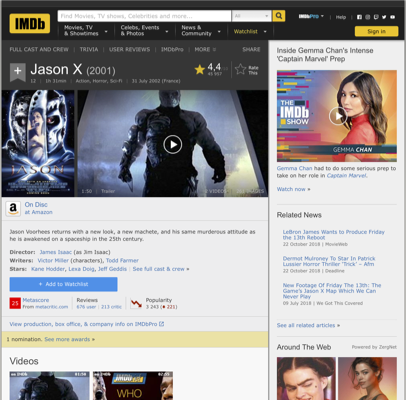 IMDb
Find Movies, TV shows, Celebrities and more...
All
IMDbPro
Help
Movies, TV & Showtimes
Celebs, Events & Photos
News & Community
Watchlist
Sign in
FULL CAST AND CREW | TRIVIA | USER REVIEWS | IMDbPro | MORE
SHARE
Jason X (2001)
12 | 1h 31min | Action, Horror, Sci-Fi | 31 July 2002 (France)
4,4
Rate This
1:50 | Trailer
On Disc
at Amazon
Jason Voorhees returns with a new look, a new machete, and his same murderous attitude as he is awakened on a spaceship in the 25th century.
Director: James Isaac (as Jim Isaac)
Writers: Victor Miller (characters), Todd Farmer
Stars: Kane Hodder, Lexa Doig, Jeff Geddis | See full cast & crew »
+ Add to Watchlist
25
Metascore
From metacritic.com
Reviews
676 user | 213 critic
Popularity
3 243 (221)
View production, box office, & company info on IMDbPro
1 nomination. See more awards »
Videos
WHO
Inside Gemma Chan's Intense 'Captain Marvel' Prep
THE IMDb SHOW
GEMMA CHAN
Gemma Chan had to do some serious prep to take on her role in Captain Marvel.
Watch now »
Related News
LeBron James Wants to Produce Friday the 13th Reboot
22 October 2018 | MovieWeb
Dermot Mulroney To Star In Patrick Lussier Horror Thriller 'Trick' – Afm
22 October 2018 | Deadline
New Footage Of Friday The 13th: The Game's Jason X Map Which We Can Never Play
09 July 2018 | We Got This Covered
See all related articles »
Around The Web
Powered by ZergNet